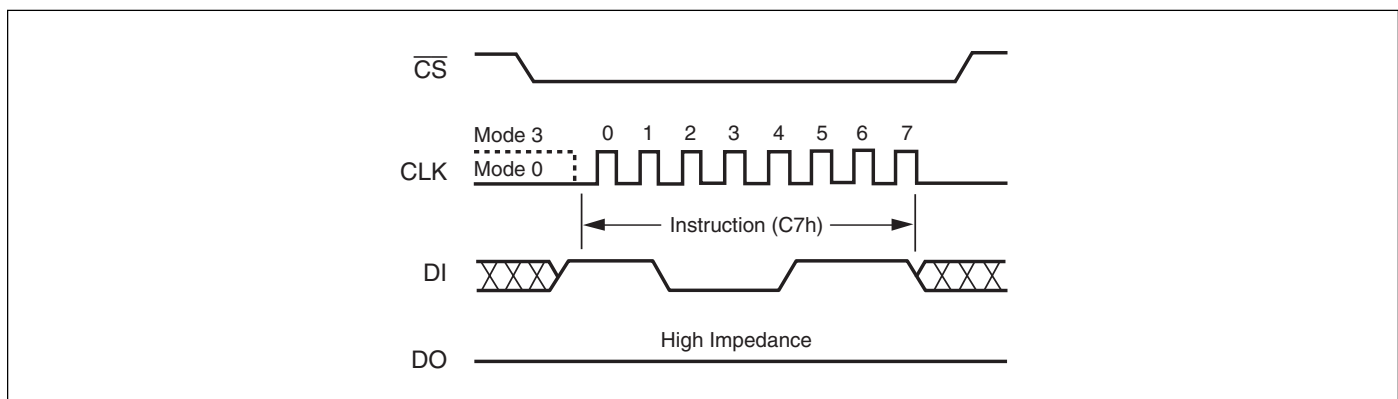 CS
Mode 3
0 1 2 3 4 5 6 7
CLK
Mode 0
Instruction (C7h)
DI
High Impedance
DO